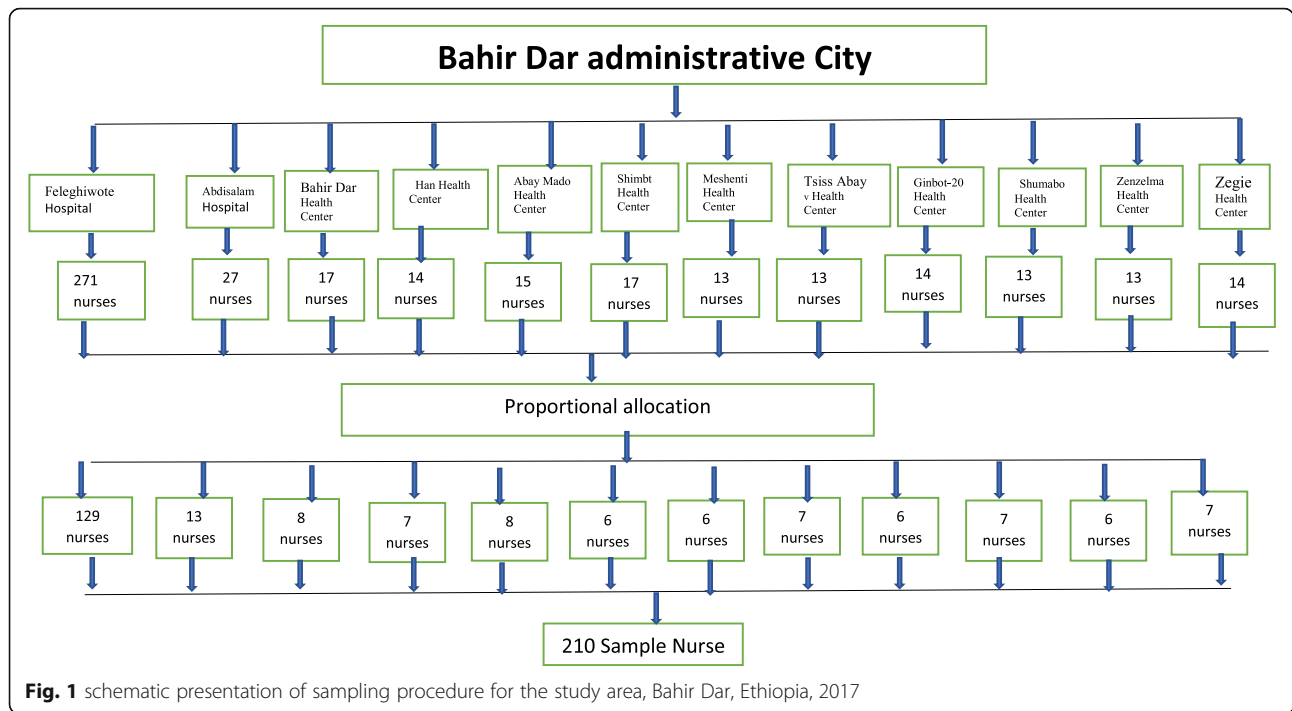 Bahir Dar administrative City
Feleghiwote
Hospital
Abdisalam
Hospital
Bahir Dar
Health
Center
Han Health
Center
Abay Mado
Health
Center
Shimbt
Health
Center
Meshenti
Health
Center
Tsiss Abay
v Health
Center
Ginbot-20
Health
Center
Shumabo
Health
Center
Zenzelma
Health
Center
Zegie
Health
Center
271
nurses
27
nurses
17
nurses
14
nurses
15
nurses
17
nurses
13
nurses
13
nurses
14
nurses
13
nurses
13
nurses
14
nurses
Proportional allocation
129
nurses
13
nurses
8
nurses
7
nurses
8
nurses
6
nurses
6
nurses
7
nurses
6
nurses
7
nurses
6
nurses
7
nurses
210 Sample Nurse
Fig. 1 schematic presentation of sampling procedure for the study area, Bahir Dar, Ethiopia, 2017